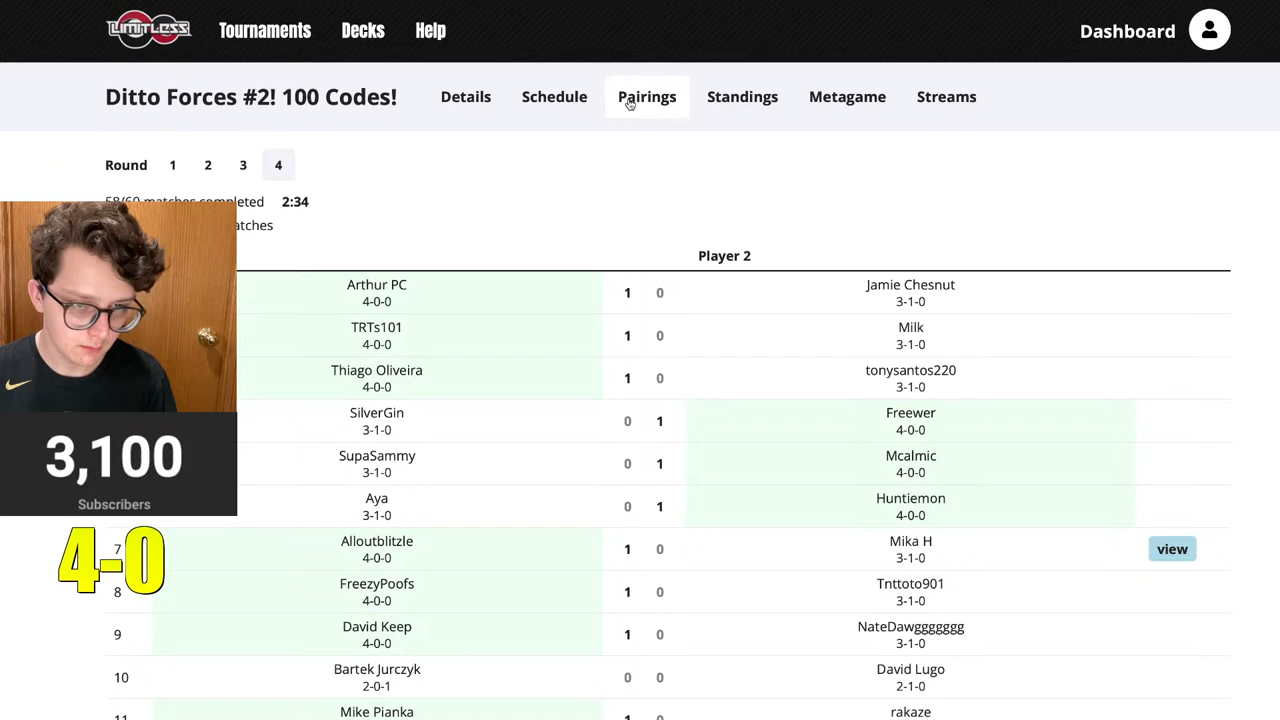 LIMITLESS
Tournaments
Decks
Help
Dashboard
Ditto Forces #2! 100 Codes!
Details
Schedule
Pairings
Standings
Metagame
Streams
Round 1 2 3 4
58/60 matches completed 2:34
atches
Player 2
Arthur PC
4-0-0
1 0
Jamie Chesnut
3-1-0
TRTs101
4-0-0
1 0
Milk
3-1-0
Thiago Oliveira
4-0-0
1 0
tonysantos220
3-1-0
SilverGin
3-1-0
0 1
Freewer
4-0-0
SupaSammy
3-1-0
0 1
Mcalmic
4-0-0
Aya
3-1-0
0 1
Huntiemon
4-0-0
7
Alloutblitzle
4-0-0
1 0
Mika H
3-1-0
view
8
FreezyPoofs
4-0-0
1 0
Tnttoto901
3-1-0
9
David Keep
4-0-0
1 0
NateDawggggggg
3-1-0
10
Bartek Jurczyk
2-0-1
0 0
David Lugo
2-1-0
11
Mike Pianka
1 0
rakaze
3,100
Subscribers
4-0